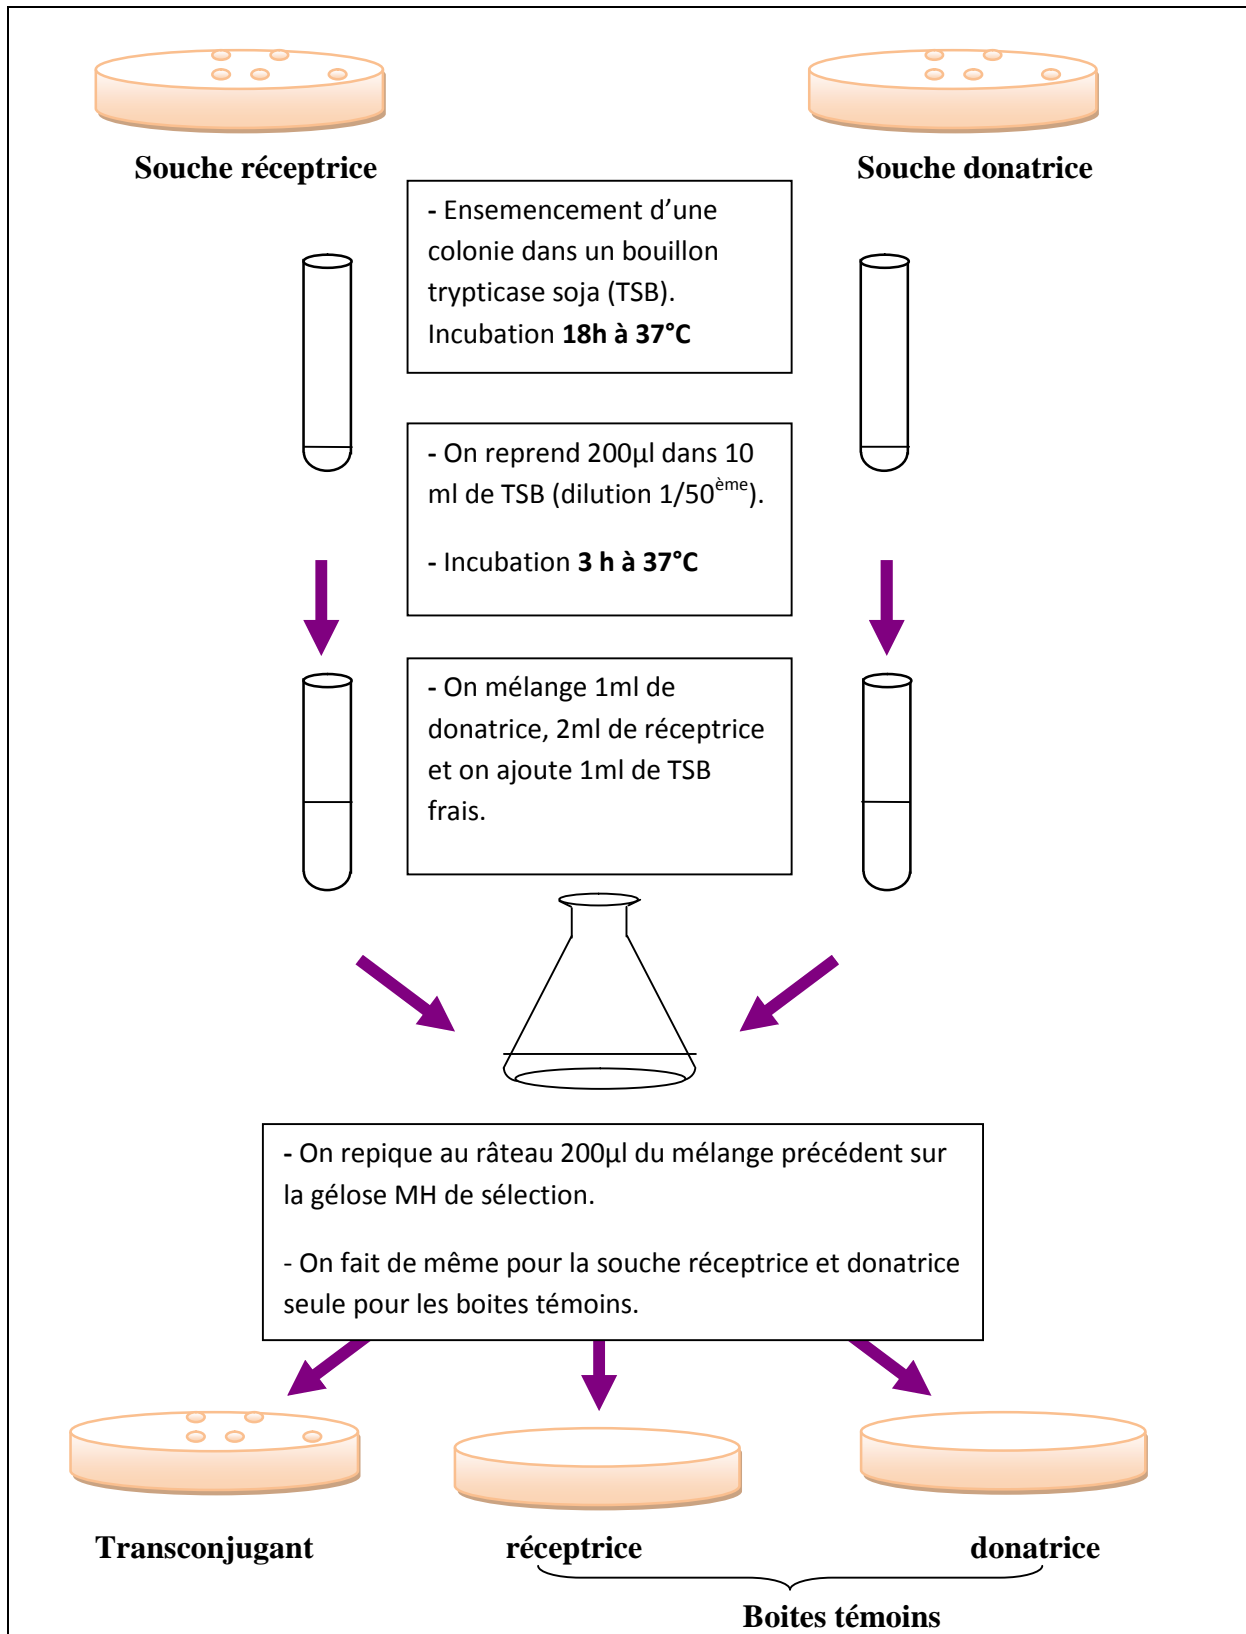 Souche réceptrice
Souche donatrice
- Ensemencement d’une
colonie dans un bouillon
trypticase soja (TSB).
Incubation 18h à 37°C
- On reprend 200µl dans 10
ml de TSB (dilution 1/50ème).
- Incubation 3 h à 37°C
- On mélange 1ml de
donatrice, 2ml de réceptrice
et on ajoute 1ml de TSB
frais.
- On repique au râteau 200µl du mélange précédent sur
la gélose MH de sélection.
- On fait de même pour la souche réceptrice et donatrice
seule pour les boites témoins.
Transconjugant
réceptrice
donatrice
Boites témoins